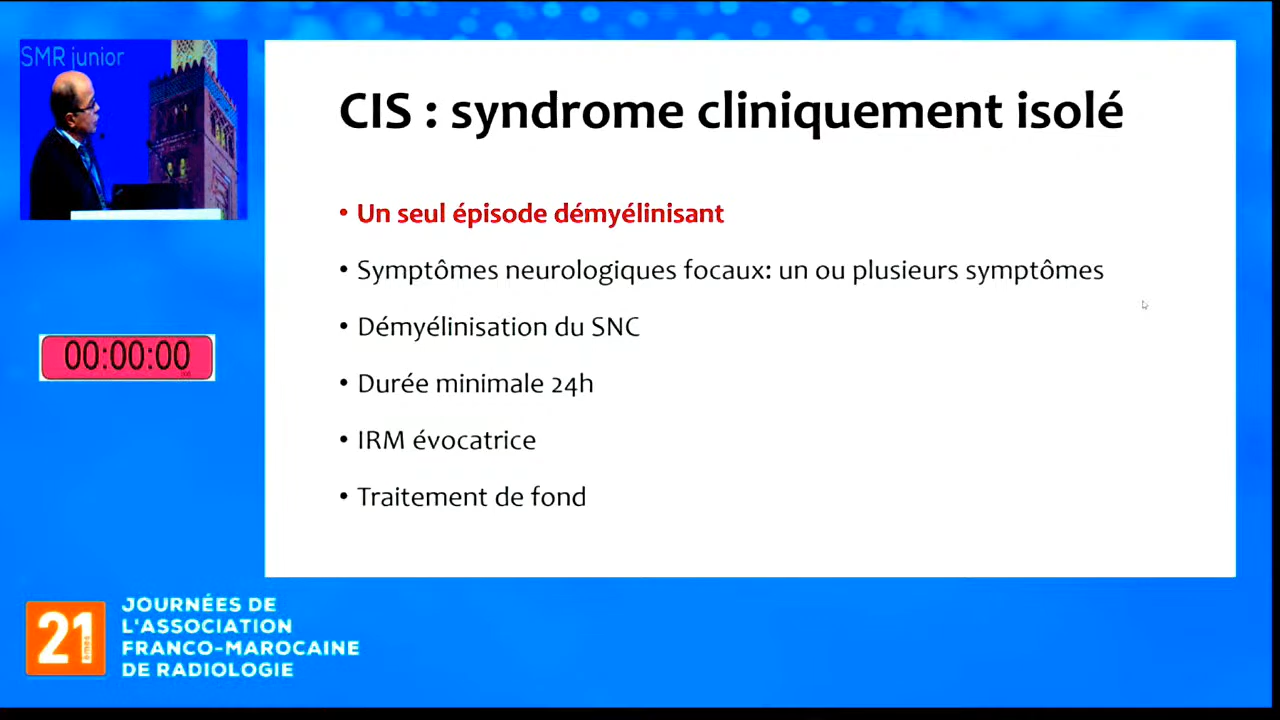 SMR junior
CIS : syndrome cliniquement isolé
• Un seul épisode démyélinisant
• Symptômes neurologiques focaux: un ou plusieurs symptômes
• Démyélinisation du SNC
• Durée minimale 24h
• IRM évocatrice
• Traitement de fond
00:00:00
21
èmes
JOURNÉES DE
L'ASSOCIATION
FRANCO-MAROCAINE
DE RADIOLOGIE